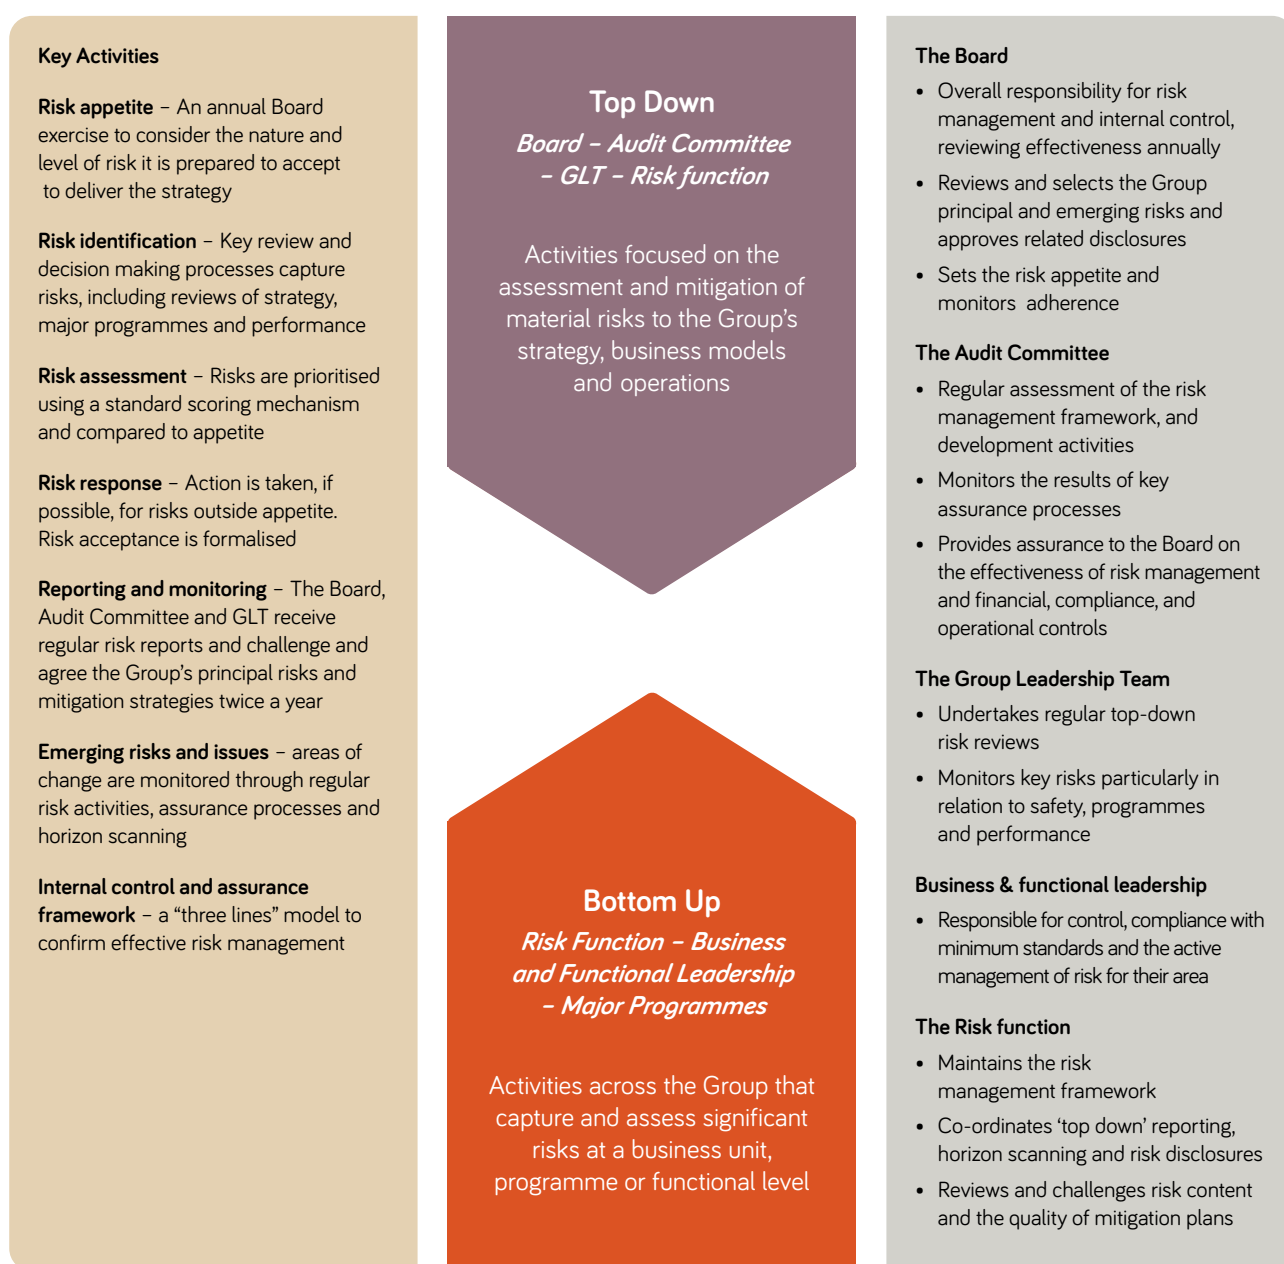 Key Activities
Risk appetite – An annual Board
exercise to consider the nature and
level of risk it is prepared to accept
to deliver the strategy
Risk identification – Key review and
decision making processes capture
risks, including reviews of strategy,
major programmes and performance
Risk assessment – Risks are prioritised
using a standard scoring mechanism
and compared to appetite
Risk response – Action is taken, if
possible, for risks outside appetite.
Risk acceptance is formalised
Reporting and monitoring – The Board,
Audit Committee and GLT receive
regular risk reports and challenge and
agree the Group's principal risks and
mitigation strategies twice a year
Emerging risks and issues – areas of
change are monitored through regular
risk activities, assurance processes and
horizon scanning
Internal control and assurance
framework – a "three lines" model to
confirm effective risk management
Top Down
Board – Audit Committee
– GLT – Risk function
Activities focused on the
assessment and mitigation of
material risks to the Group's
strategy, business models
and operations
Bottom Up
Risk Function – Business
and Functional Leadership
– Major Programmes
Activities across the Group that
capture and assess significant
risks at a business unit,
programme or functional level
The Board
• Overall responsibility for risk
management and internal control,
reviewing effectiveness annually
• Reviews and selects the Group
principal and emerging risks and
approves related disclosures
• Sets the risk appetite and
monitors adherence
The Audit Committee
• Regular assessment of the risk
management framework, and
development activities
• Monitors the results of key
assurance processes
• Provides assurance to the Board on
the effectiveness of risk management
and financial, compliance, and
operational controls
The Group Leadership Team
• Undertakes regular top-down
risk reviews
• Monitors key risks particularly in
relation to safety, programmes
and performance
Business & functional leadership
• Responsible for control, compliance with
minimum standards and the active
management of risk for their area
The Risk function
• Maintains the risk
management framework
• Co-ordinates 'top down' reporting,
horizon scanning and risk disclosures
• Reviews and challenges risk content
and the quality of mitigation plans